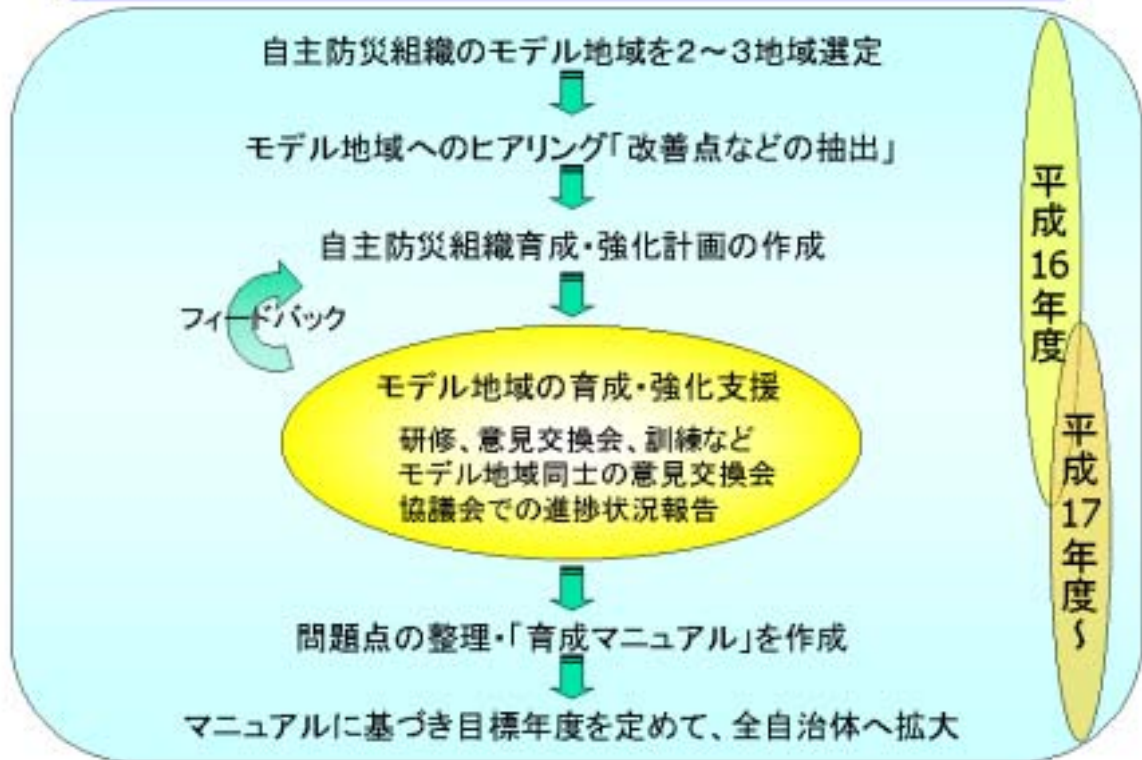 自主防災組織のモデル地域を2～3地域選定
モデル地域へのヒアリング「改善点などの抽出」
自主防災組織育成・強化計画の作成
フィードバック
モデル地域の育成・強化支援
研修、意見交換会、訓練など
モデル地域同士の意見交換会
協議会での進捗状況報告
問題点の整理・「育成マニュアル」を作成
マニュアルに基づき目標年度を定めて、全自治体へ拡大
平成16年度
平成17年度～